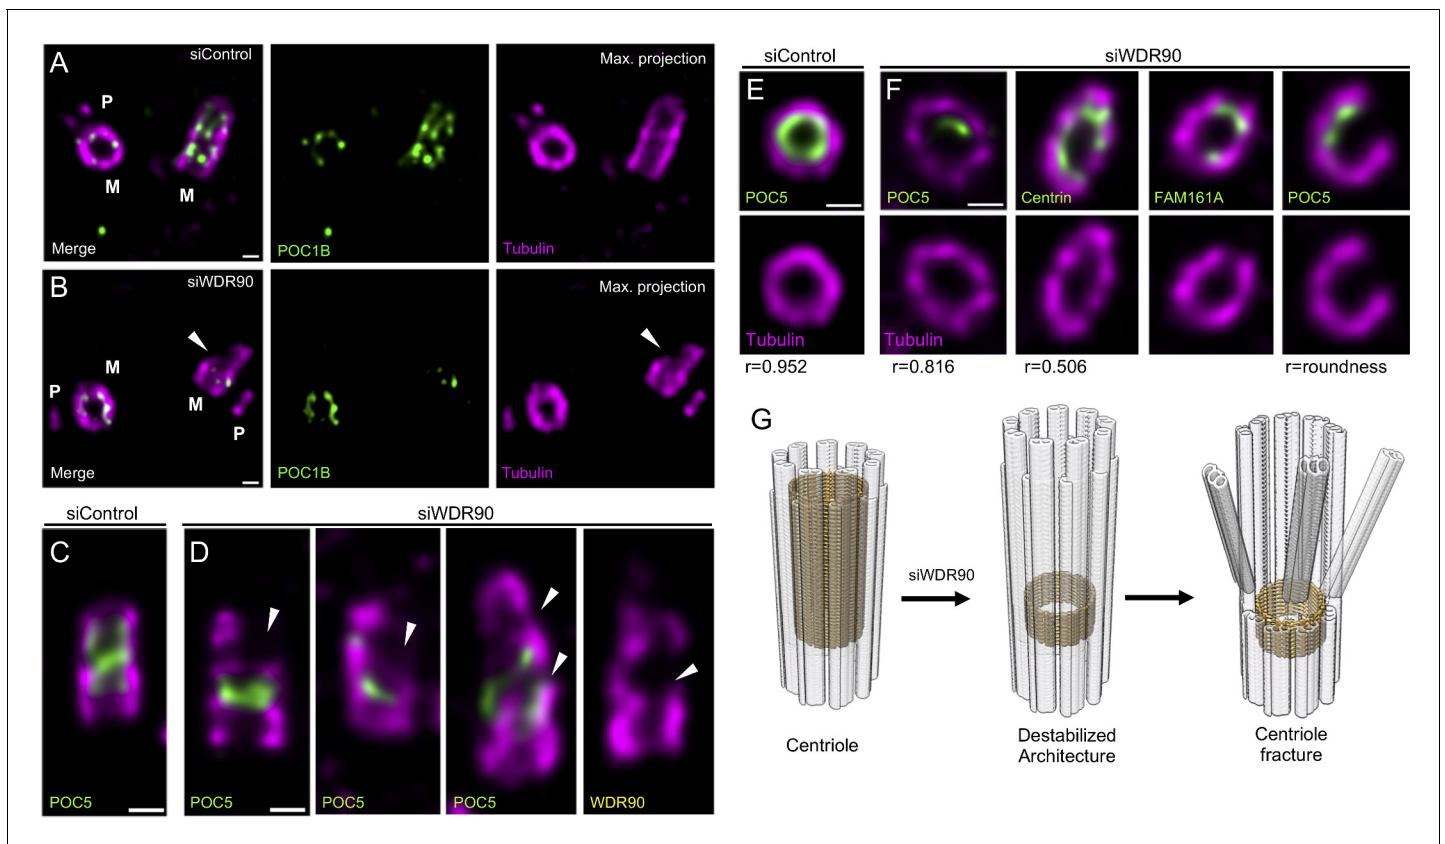 A
siControl
P
M
M
Merge
POC1B
Max. projection
Tubulin
B
siWDR90
M
P
M
P
Merge
POC1B
Max. projection
Tubulin
siControl
siWDR90
C
POC5
D
POC5
POC5
POC5
WDR90
siControl
siWDR90
E
POC5
F
POC5
Centrin
FAM161A
POC5
Tubulin
Tubulin
r=0.952
r=0.816
r=0.506
r=roundness
G
siWDR90
Centriole
Destabilized
Architecture
Centriole
fracture